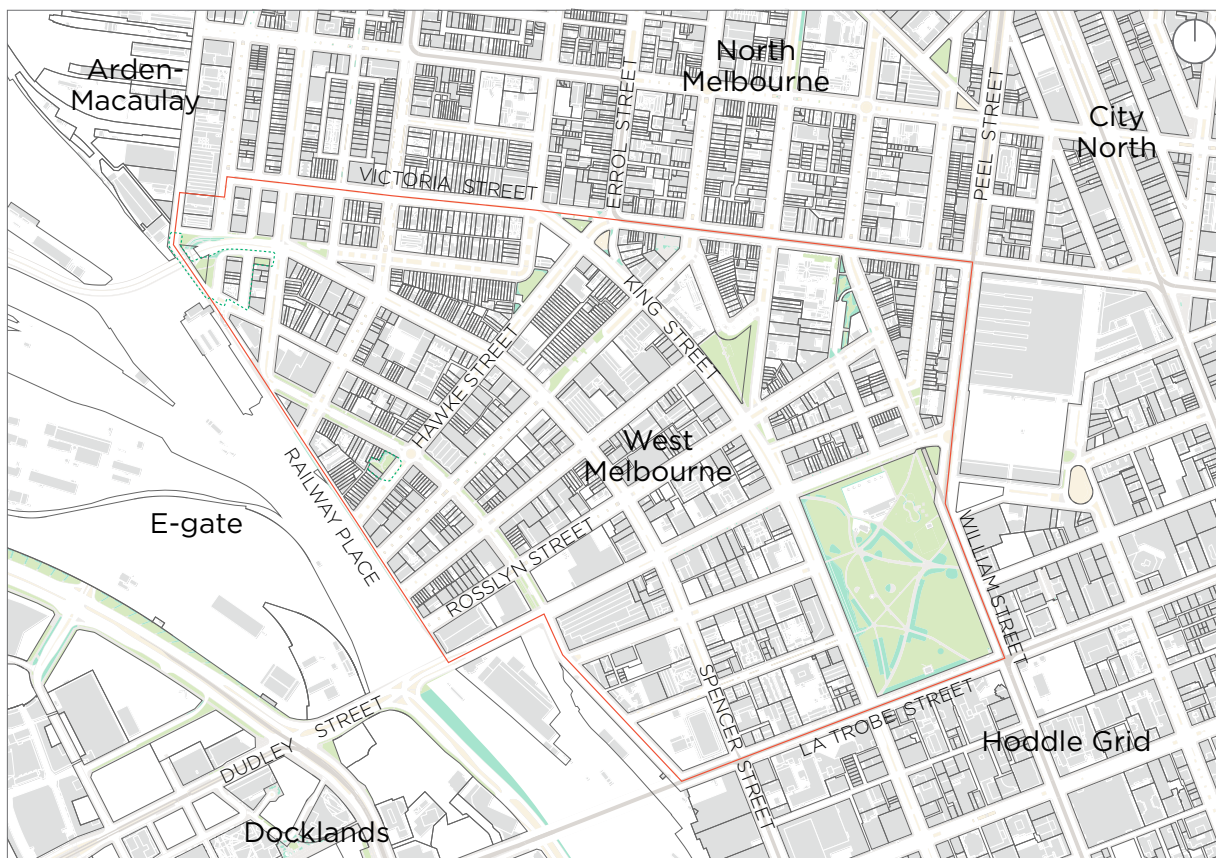 North
Melbourne
Arden-
Macaulay
City
North
ERROL STREET
PEEL STREET
VICTORIA STREET
KING STREET
HAWKE STREET
West
Melbourne
RAILWAY PLACE
E-gate
ROSSLYN STREET
WILLIAM STREET
SPENCER STREET
LA TROBE STREET
DUDLEY STREET
Hoddle Grid
Docklands